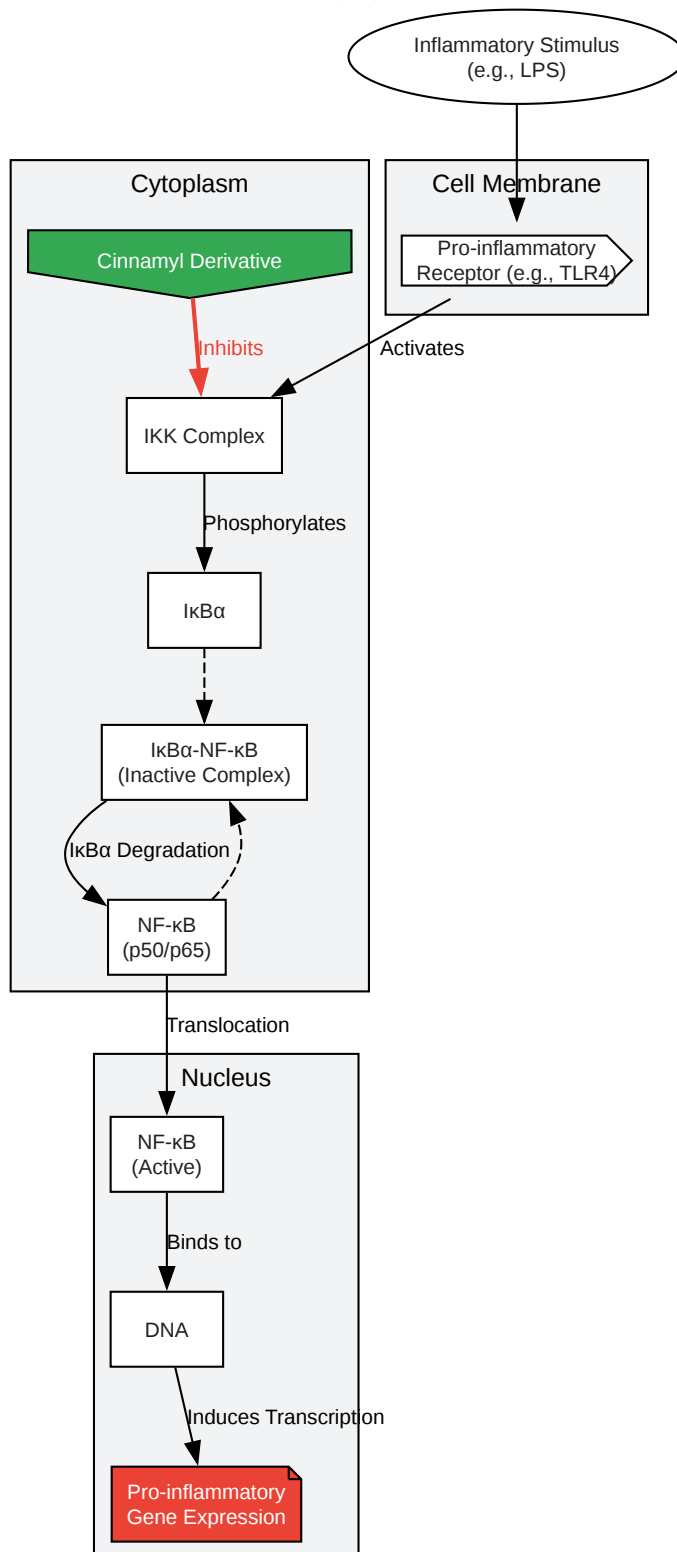 Inflammatory Stimulus
(e.g., LPS)
Cytoplasm
Cell Membrane
Cinnamyl Derivative
Pro-inflammatory
Receptor (e.g., TLR4)
Inhibits
Activates
IKK Complex
Phosphorylates
IκBα
IκBα-NF-κB
(Inactive Complex)
IκBα Degradation
NF-κB
(p50/p65)
Translocation
Nucleus
NF-κB
(Active)
Binds to
DNA
Induces Transcription
Pro-inflammatory
Gene Expression